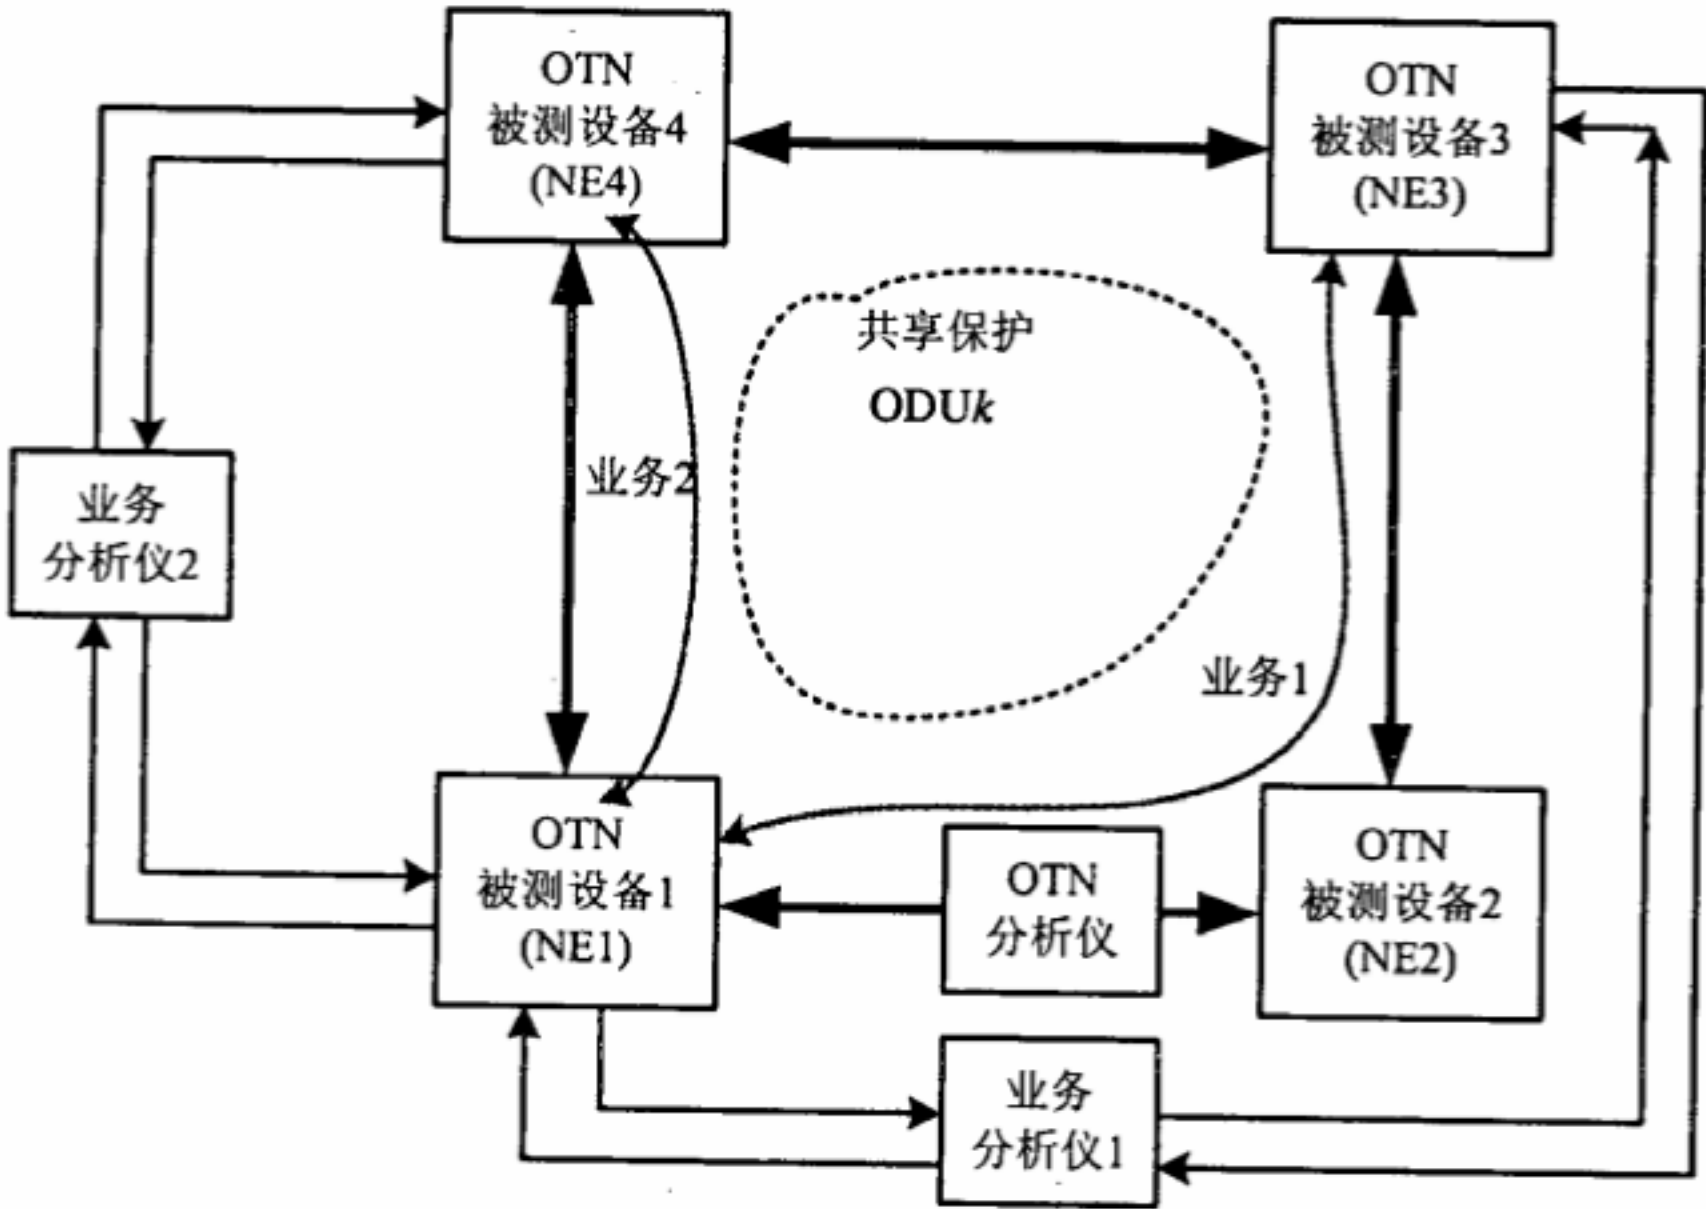 OTN
被测设备4
(NE4)
OTN
被测设备3
(NE3)
共享保护
ODUk
业务2
业务
分析仪2
业务1
OTN
被测设备1
(NE1)
OTN
分析仪
OTN
被测设备2
(NE2)
业务
分析仪1